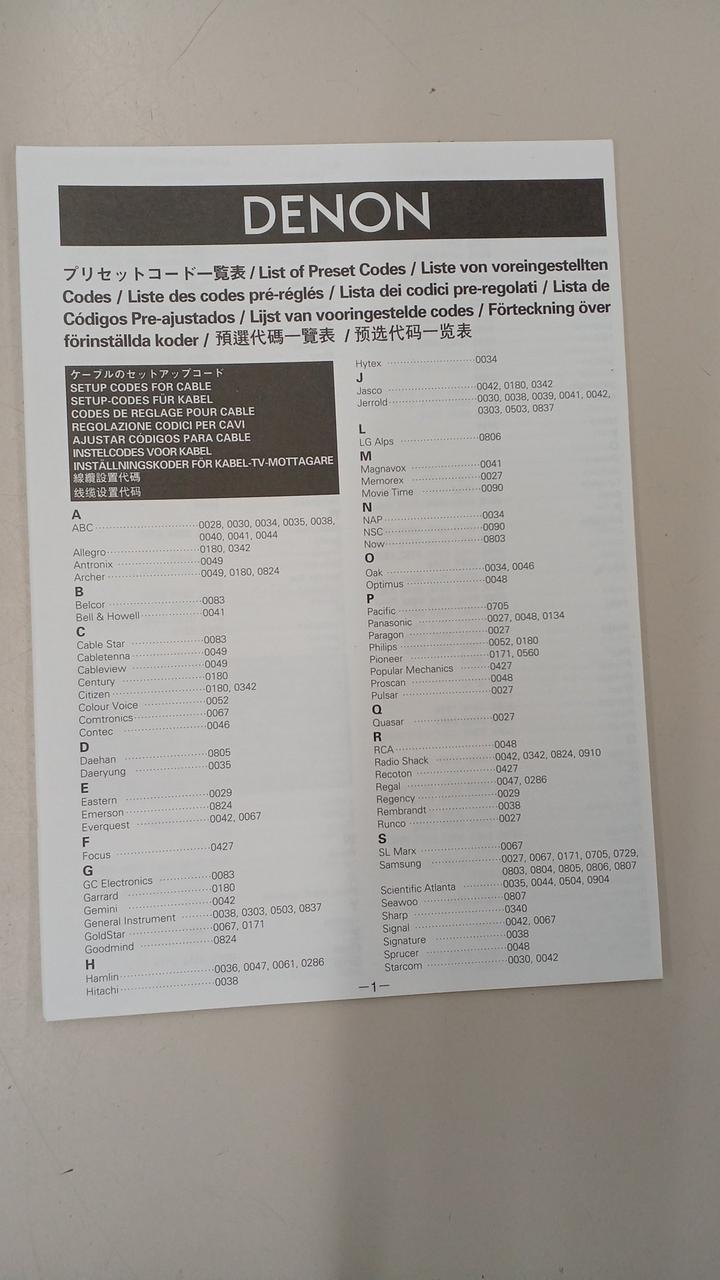 DENON
プリセットコード一覧表 / List of Preset Codes / Liste von voreingestellten
Codes / Liste des codes pré-réglés / Lista dei codici pre-regolati / Lista de
Códigos Pre-ajustados / Lijst van vooringestelde codes / Förteckning över
förinställda koder / 預選代碼一覽表 / 预选代码一览表
ケーブルのセットアップコード
SETUP CODES FOR CABLE
SETUP-CODES FÜR KABEL
CODES DE REGLAGE POUR CABLE
REGOLAZIONE CODICI PER CAVI
AJUSTAR CÓDIGOS PARA CABLE
INSTELCODES VOOR KABEL
INSTÄLLNINGSKODER FÖR KABEL-TV-MOTTAGARE
線纜設置代碼
线缆设置代码
A
ABC 0028, 0030, 0034, 0035, 0038,
0040, 0041, 0044
Allegro 0180, 0342
Antronix 0049
Archer 0049, 0180, 0824
B
Belcor 0083
Bell & Howell 0041
C
Cable Star 0083
Cabletenna 0049
Cableview 0049
Century 0180
Citizen 0180, 0342
Colour Voice 0052
Comtronics 0067
Contec 0046
D
Daehan 0805
Daeryung 0035
E
Eastern 0029
Emerson 0824
Everquest 0042, 0067
F
Focus 0427
G
GC Electronics 0083
Garrard 0180
Gemini 0042
General Instrument 0038, 0303, 0503, 0837
GoldStar 0067, 0171
Goodmind 0824
H
Hamlin 0036, 0047, 0061, 0286
Hitachi 0038
Hytex 0034
J
Jasco 0042, 0180, 0342
Jerrold 0030, 0038, 0039, 0041, 0042,
0303, 0503, 0837
L
LG Alps 0806
M
Magnavox 0041
Memorex 0027
Movie Time 0090
N
NAP 0034
NSC 0090
Now 0803
O
Oak 0034, 0046
Optimus 0048
P
Pacific 0705
Panasonic 0027, 0048, 0134
Paragon 0027
Philips 0052, 0180
Pioneer 0171, 0560
Popular Mechanics 0427
Proscan 0048
Pulsar 0027
Q
Quasar 0027
R
RCA 0048
Radio Shack 0042, 0342, 0824, 0910
Recoton 0427
Regal 0047, 0286
Regency 0029
Rembrandt 0038
Runco 0027
S
SL Marx 0067
Samsung 0027, 0067, 0171, 0705, 0729,
0803, 0804, 0805, 0806, 0807
Scientific Atlanta 0035, 0044, 0504, 0904
Seawoo 0807
Sharp 0340
Signal 0042, 0067
Signature 0038
Sprucer 0048
Starcom 0030, 0042
—1—